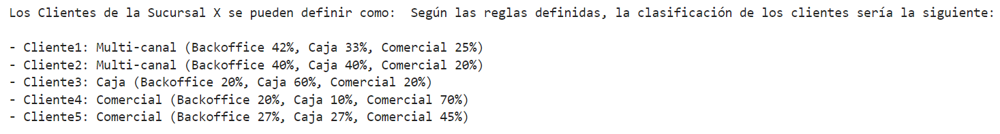 Los Clientes de la Sucursal X se pueden definir como:  Según las reglas definidas, la clasificación de los clientes sería la siguiente:
- Cliente1: Multi-canal (Backoffice 42%, Caja 33%, Comercial 25%)
- Cliente2: Multi-canal (Backoffice 40%, Caja 40%, Comercial 20%)
- Cliente3: Caja (Backoffice 20%, Caja 60%, Comercial 20%)
- Cliente4: Comercial (Backoffice 20%, Caja 10%, Comercial 70%)
- Cliente5: Comercial (Backoffice 27%, Caja 27%, Comercial 45%)